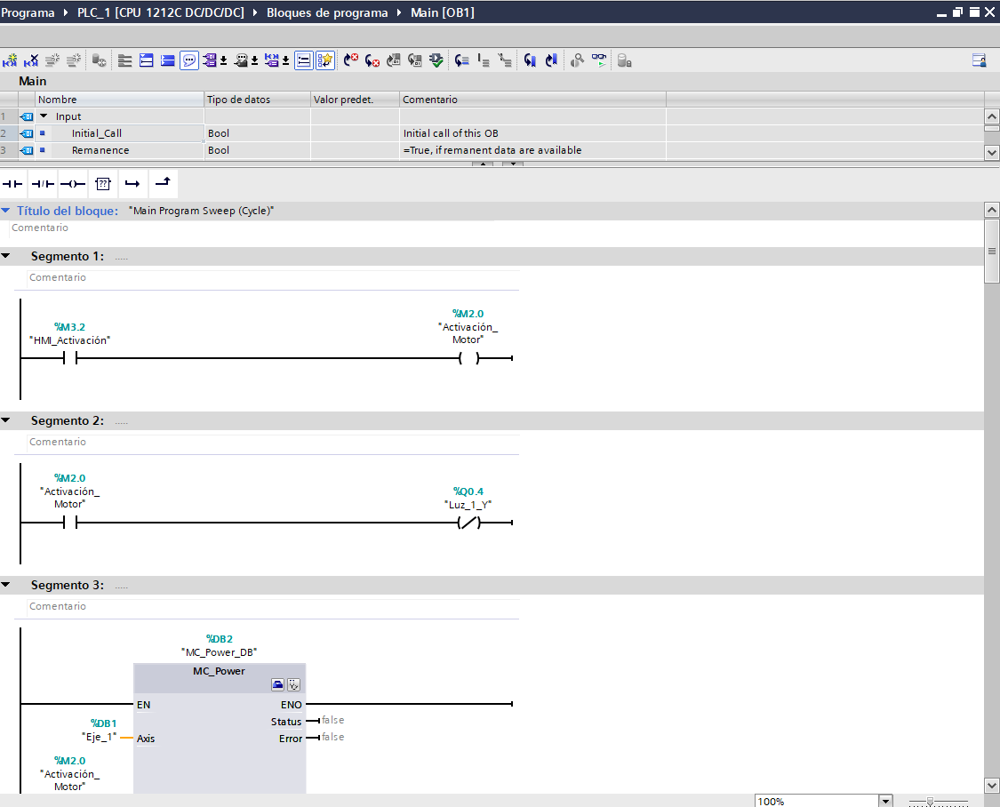 Programa ▸ PLC_1 [CPU 1212C DC/DC/DC] ▸ Bloques de programa ▸ Main [OB1]
Main
Nombre Tipo de datos Valor predet. Comentario
1 Input
2 Initial_Call Bool Initial call of this OB
3 Remanence Bool =True, if remanent data are available
??
Título del bloque: "Main Program Sweep (Cycle)"
Comentario
Segmento 1: .....
Comentario
%M3.2
"HMI_Activación"
%M2.0
"Activación_
Motor"
Segmento 2: .....
Comentario
%M2.0
"Activación_
Motor"
%Q0.4
"Luz_1_Y"
Segmento 3: .....
Comentario
%DB2
"MC_Power_DB"
MC_Power
EN ENO
Status false
%DB1
"Eje_1" Axis Error false
%M2.0
"Activación_
Motor"
100%